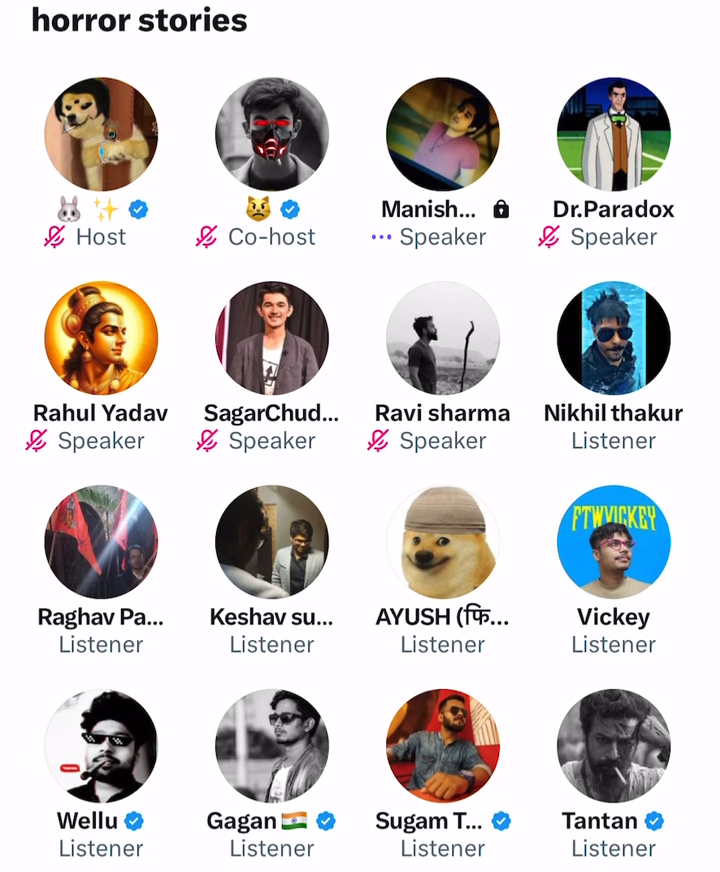 horror stories
🐰 ✨
Host
😾
Co-host
Manish...
Speaker
Dr.Paradox
Speaker
Rahul Yadav
Speaker
SagarChud...
Speaker
Ravi sharma
Speaker
Nikhil thakur
Listener
Raghav Pa...
Listener
Keshav su...
Listener
AYUSH (फि...
Listener
FTWVICKEY
Vickey
Listener
Wellu
Listener
Gagan🇮🇳
Listener
Sugam T...
Listener
Tantan
Listener